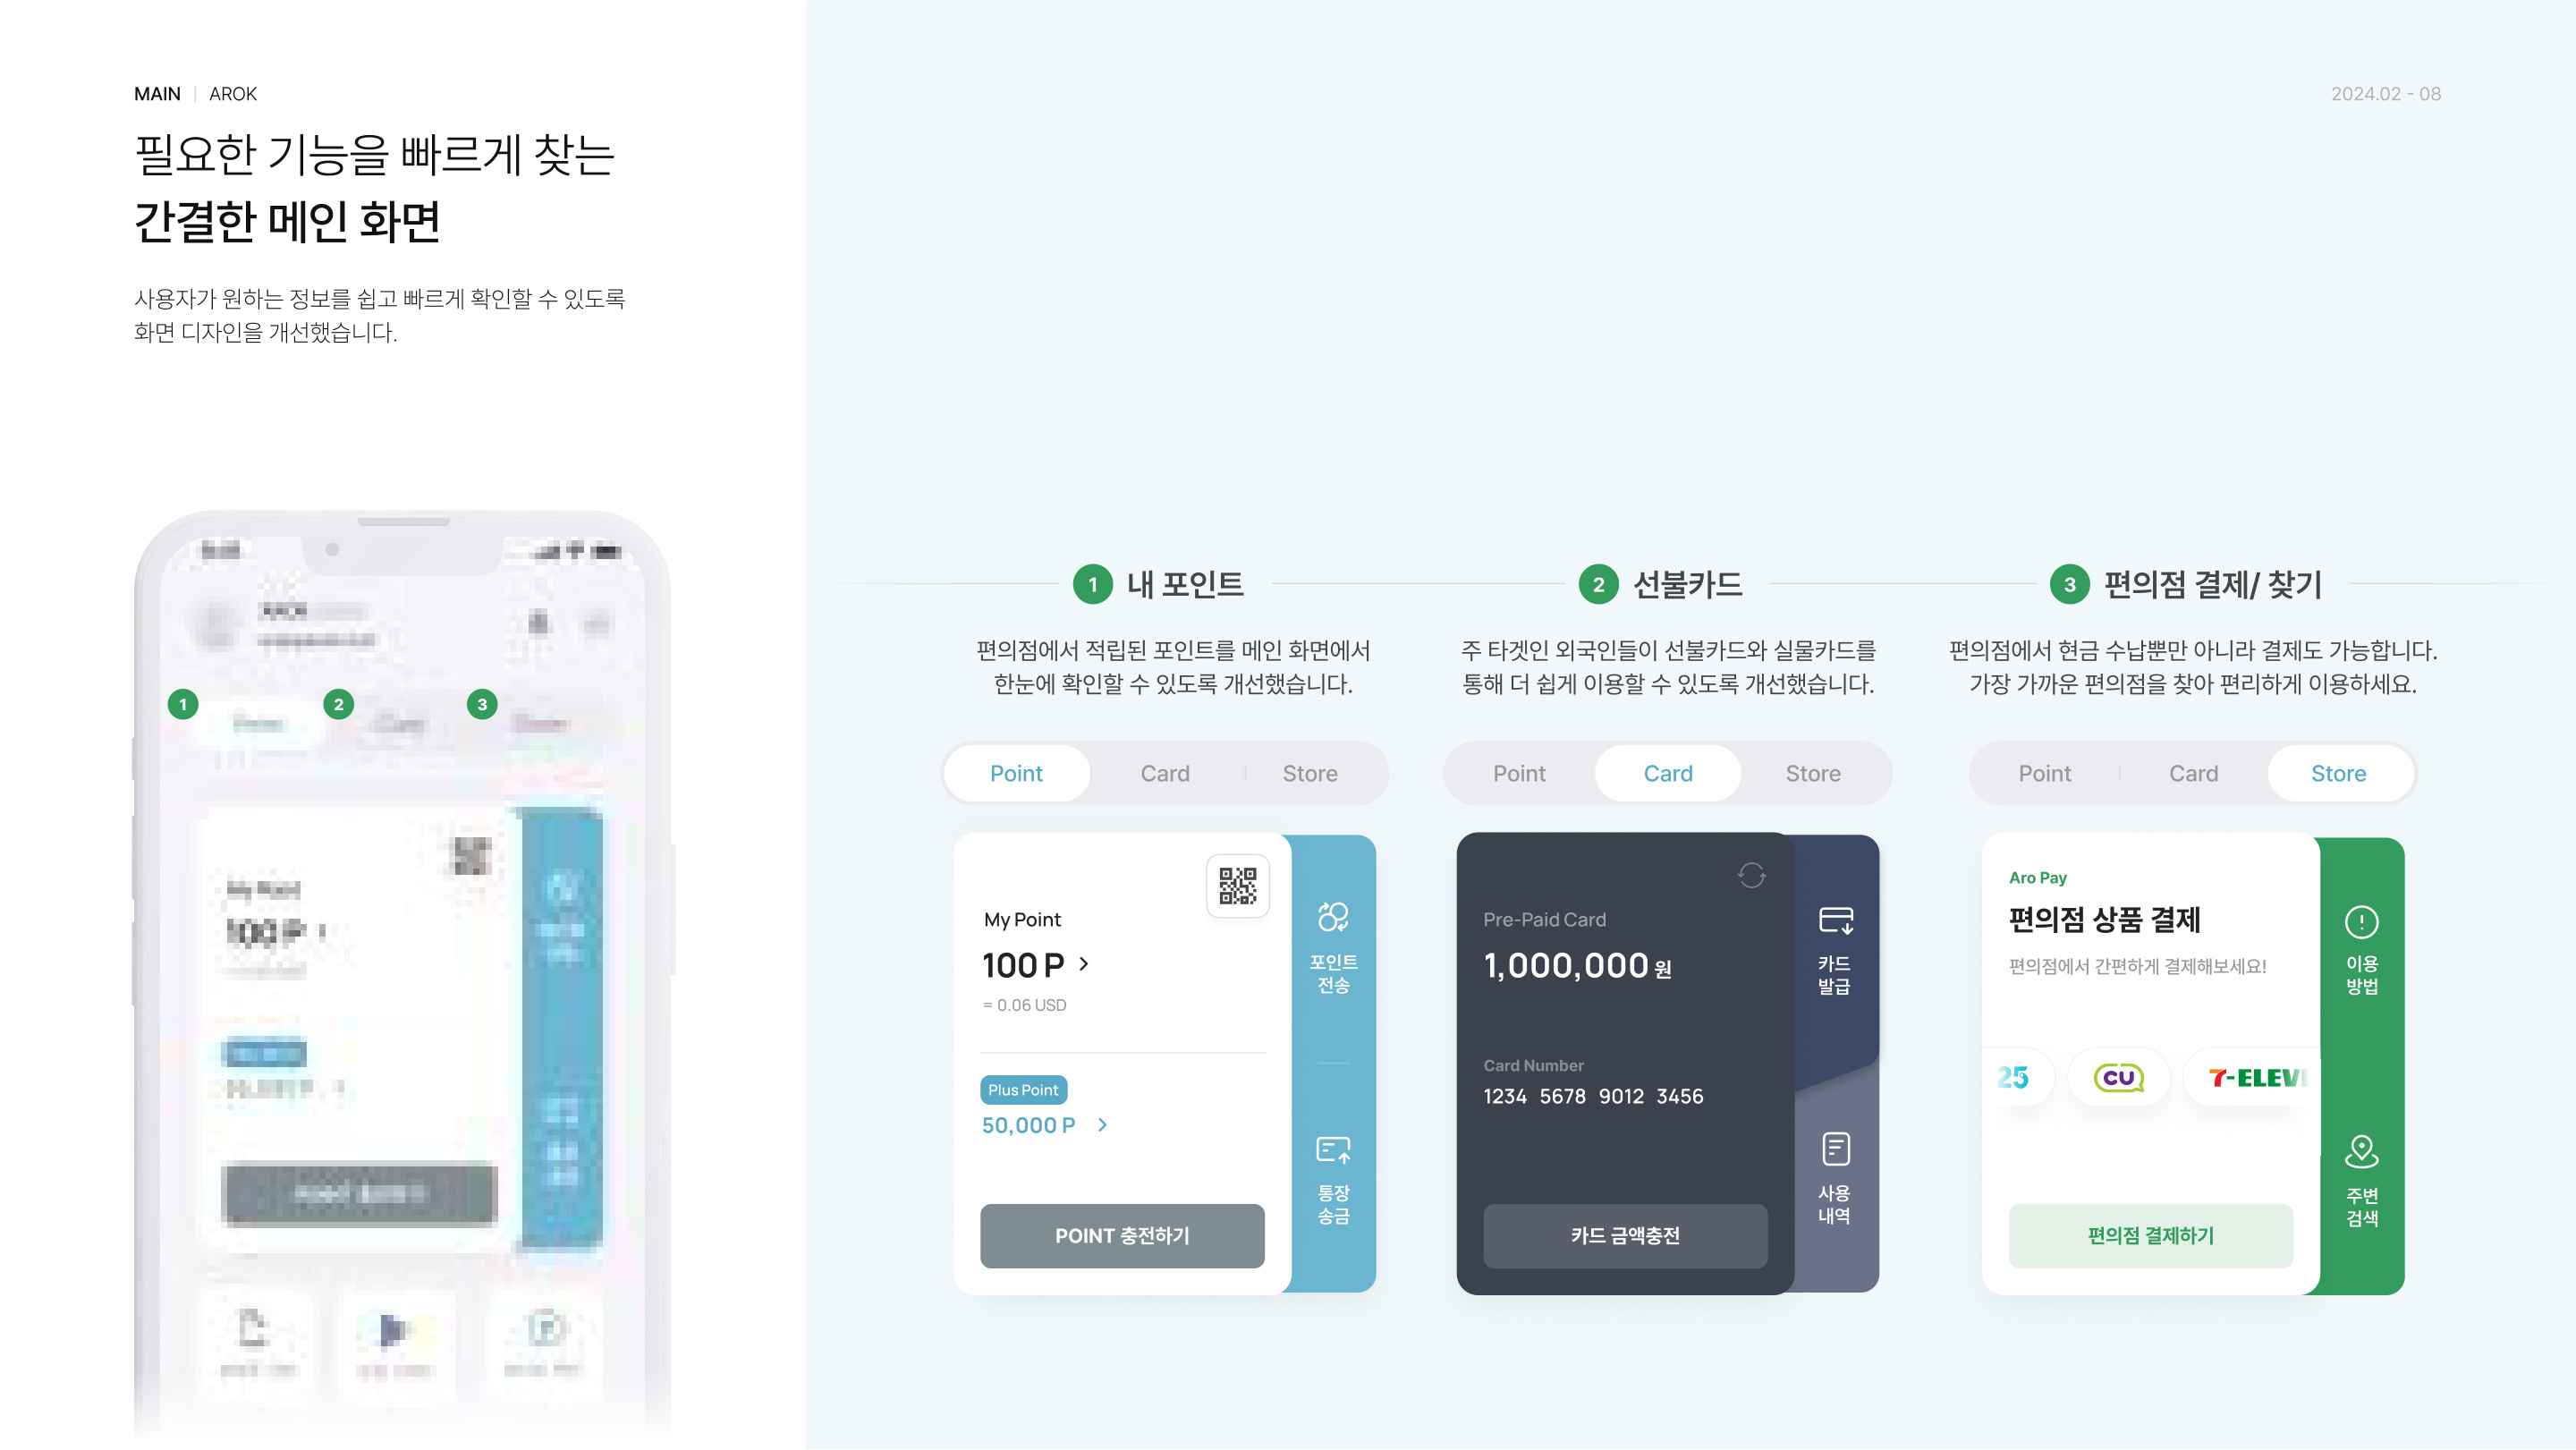 MAIN | AROK
2024.02 - 08
필요한 기능을 빠르게 찾는
간결한 메인 화면
사용자가 원하는 정보를 쉽고 빠르게 확인할 수 있도록
화면 디자인을 개선했습니다.
1
2
3
My Point
100 P
1 내 포인트
편의점에서 적립된 포인트를 메인 화면에서
한눈에 확인할 수 있도록 개선했습니다.
Point
Card
Store
My Point
100 P
= 0.06 USD
Plus Point
50,000 P
POINT 충전하기
포인트
전송
통장
송금
2 선불카드
주 타겟인 외국인들이 선불카드와 실물카드를
통해 더 쉽게 이용할 수 있도록 개선했습니다.
Point
Card
Store
Pre-Paid Card
1,000,000 원
Card Number
1234 5678 9012 3456
카드 금액충전
카드
발급
사용
내역
3 편의점 결제/ 찾기
편의점에서 현금 수납뿐만 아니라 결제도 가능합니다.
가장 가까운 편의점을 찾아 편리하게 이용하세요.
Point
Card
Store
Aro Pay
편의점 상품 결제
편의점에서 간편하게 결제해보세요!
25
CU
7-ELEV
편의점 결제하기
이용
방법
주변
검색